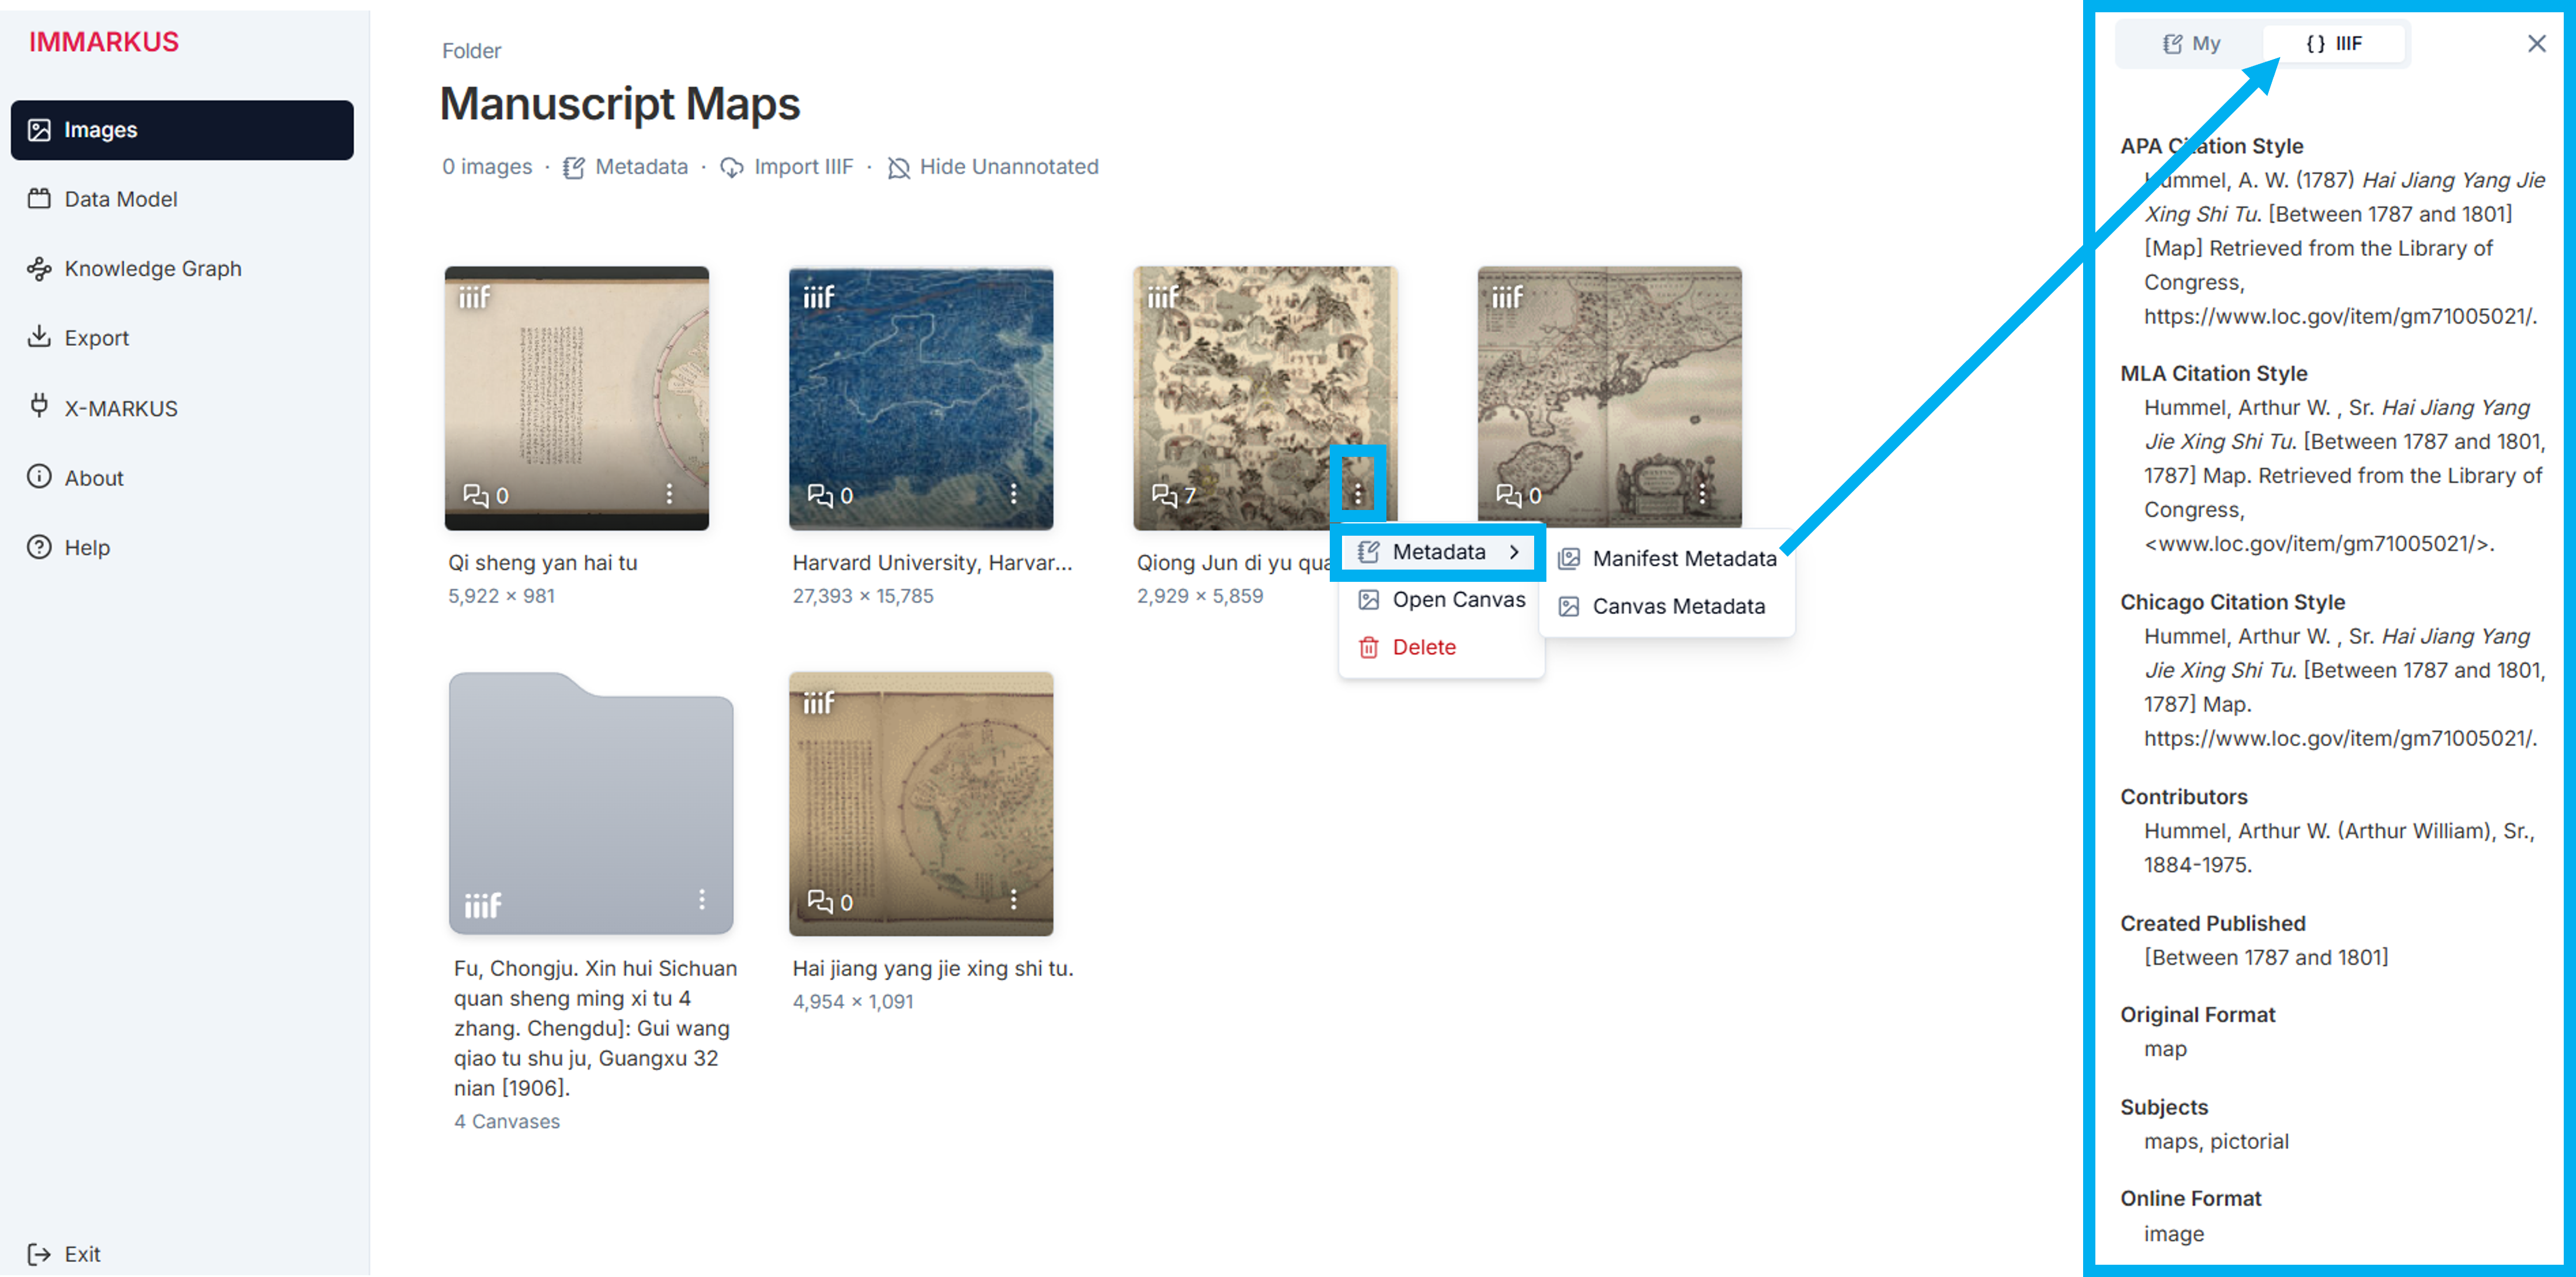 IMMARKUS
Images
Data Model
Knowledge Graph
Export
X-MARKUS
About
Help
Exit
Folder
Manuscript Maps
0 images · Metadata · Import IIIF · Hide Unannotated
iiif
0
Qi sheng yan hai tu
5,922 × 981
iiif
0
Harvard University, Harvar...
27,393 × 15,785
iiif
7
Qiong Jun di yu qua
2,929 × 5,859
iiif
0
Metadata
Open Canvas
Delete
Manifest Metadata
Canvas Metadata
iiif
Fu, Chongju. Xin hui Sichuan
quan sheng ming xi tu 4
zhang. Chengdu]: Gui wang
qiao tu shu ju, Guangxu 32
nian [1906].
4 Canvases
iiif
0
Hai jiang yang jie xing shi tu.
4,954 × 1,091
My
{ } IIIF
APA Citation Style
Hummel, A. W. (1787) Hai Jiang Yang Jie
Xing Shi Tu. [Between 1787 and 1801]
[Map] Retrieved from the Library of
Congress,
https://www.loc.gov/item/gm71005021/.
MLA Citation Style
Hummel, Arthur W. , Sr. Hai Jiang Yang
Jie Xing Shi Tu. [Between 1787 and 1801,
1787] Map. Retrieved from the Library of
Congress,
<www.loc.gov/item/gm71005021/>.
Chicago Citation Style
Hummel, Arthur W. , Sr. Hai Jiang Yang
Jie Xing Shi Tu. [Between 1787 and 1801,
1787] Map.
https://www.loc.gov/item/gm71005021/.
Contributors
Hummel, Arthur W. (Arthur William), Sr.,
1884-1975.
Created Published
[Between 1787 and 1801]
Original Format
map
Subjects
maps, pictorial
Online Format
image